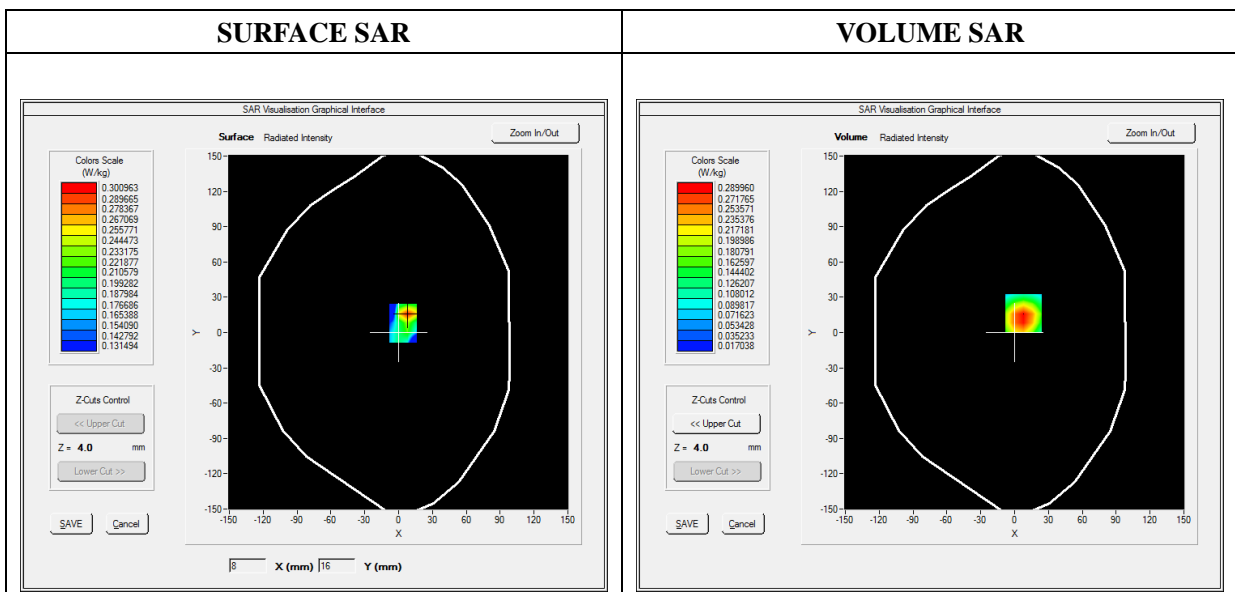 SURFACE SAR
VOLUME SAR
SAR Visualisation Graphical Interface
Surface Radiated Intensity
Zoom In/Out
Colors Scale
(W/kg)
0.300963
0.289665
0.278367
0.267069
0.255771
0.244473
0.233175
0.221877
0.210579
0.199282
0.187984
0.176686
0.165388
0.154090
0.142792
0.131494
150
120
90
60
30
0
-30
-60
-90
-120
-150
Y
-150 -120 -90 -60 -30 0 30 60 90 120 150
X
Z-Cuts Control
<< Upper Cut
Z = 4.0 mm
Lower Cut >>
SAVE Cancel
8 X (mm) 16 Y (mm)
SAR Visualisation Graphical Interface
Volume Radiated Intensity
Zoom In/Out
Colors Scale
(W/kg)
0.289960
0.271765
0.253571
0.235376
0.217181
0.198986
0.180791
0.162597
0.144402
0.126207
0.108012
0.089817
0.071623
0.053428
0.035233
0.017038
150
120
90
60
30
0
-30
-60
-90
-120
-150
Y
-150 -120 -90 -60 -30 0 30 60 90 120 150
X
Z-Cuts Control
<< Upper Cut
Z = 4.0 mm
Lower Cut >>
SAVE Cancel